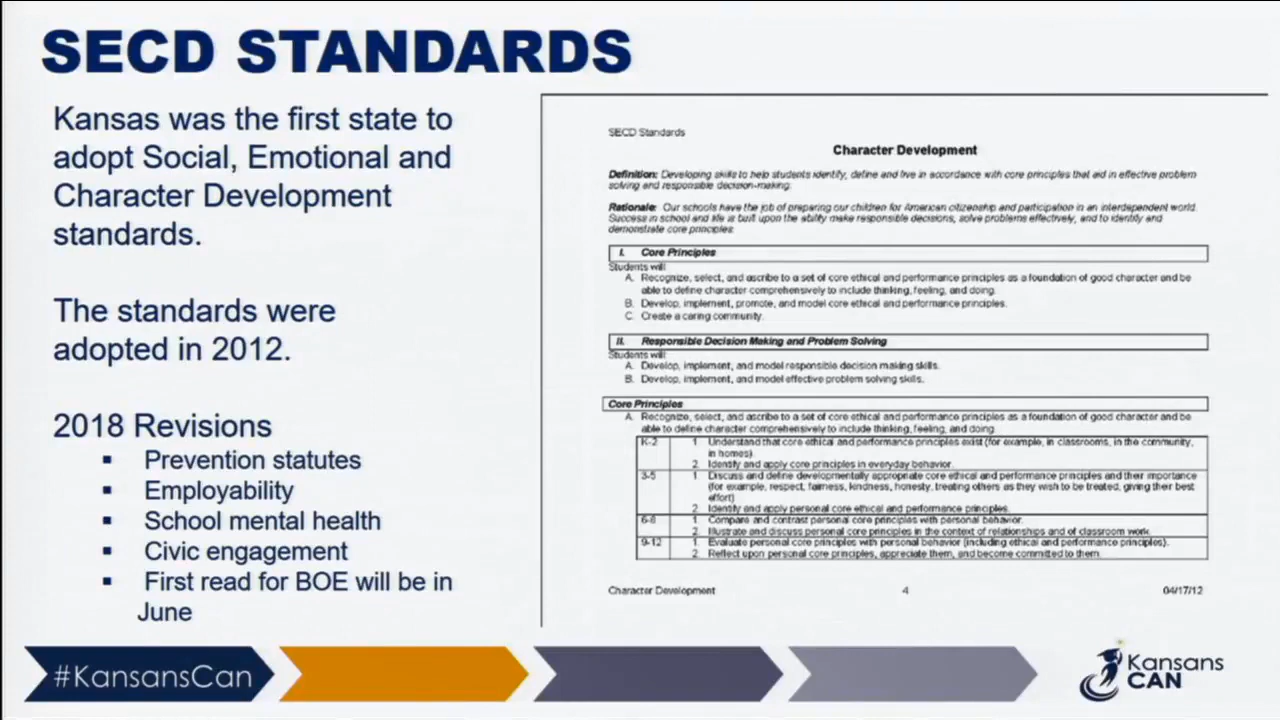 SECD STANDARDS
Kansas was the first state to
adopt Social, Emotional and
Character Development
standards.
The standards were
adopted in 2012.
2018 Revisions
▪ Prevention statutes
▪ Employability
▪ School mental health
▪ Civic engagement
▪ First read for BOE will be in
June
SECD Standards
Character Development
Definition: Developing skills to help students identify, define and live in accordance with core principles that aid in effective problem
solving and responsible decision-making.
Rationale: Our schools have the job of preparing our children for American citizenship and participation in an interdependent world.
Success in school and life is built upon the ability make responsible decisions, solve problems effectively, and to identify and
demonstrate core principles.
I. Core Principles
Students will
A. Recognize, select, and ascribe to a set of core ethical and performance principles as a foundation of good character and be
able to define character comprehensively to include thinking, feeling, and doing.
B. Develop, implement, promote, and model core ethical and performance principles.
C. Create a caring community.
II. Responsible Decision Making and Problem Solving
Students will
A. Develop, implement, and model responsible decision making skills.
B. Develop, implement, and model effective problem solving skills.
Core Principles
A. Recognize, select, and ascribe to a set of core ethical and performance principles as a foundation of good character and be
able to define character comprehensively to include thinking, feeling, and doing.
K-2 1. Understand that core ethical and performance principles exist (for example, in classrooms, in the community,
in homes).
2. Identify and apply core principles in everyday behavior.
3-5 1. Discuss and define developmentally appropriate core ethical and performance principles and their importance
(for example, respect, fairness, kindness, honesty, treating others as they wish to be treated, giving their best
effort)
2. Identify and apply personal core ethical and performance principles.
6-8 1. Compare and contrast personal core principles with personal behavior.
2. Illustrate and discuss personal core principles in the context of relationships and of classroom work.
9-12 1. Evaluate personal core principles with personal behavior (including ethical and performance principles).
2. Reflect upon personal core principles, appreciate them, and become committed to them.
Character Development 4 04/17/12
#KansansCan
Kansans
CAN